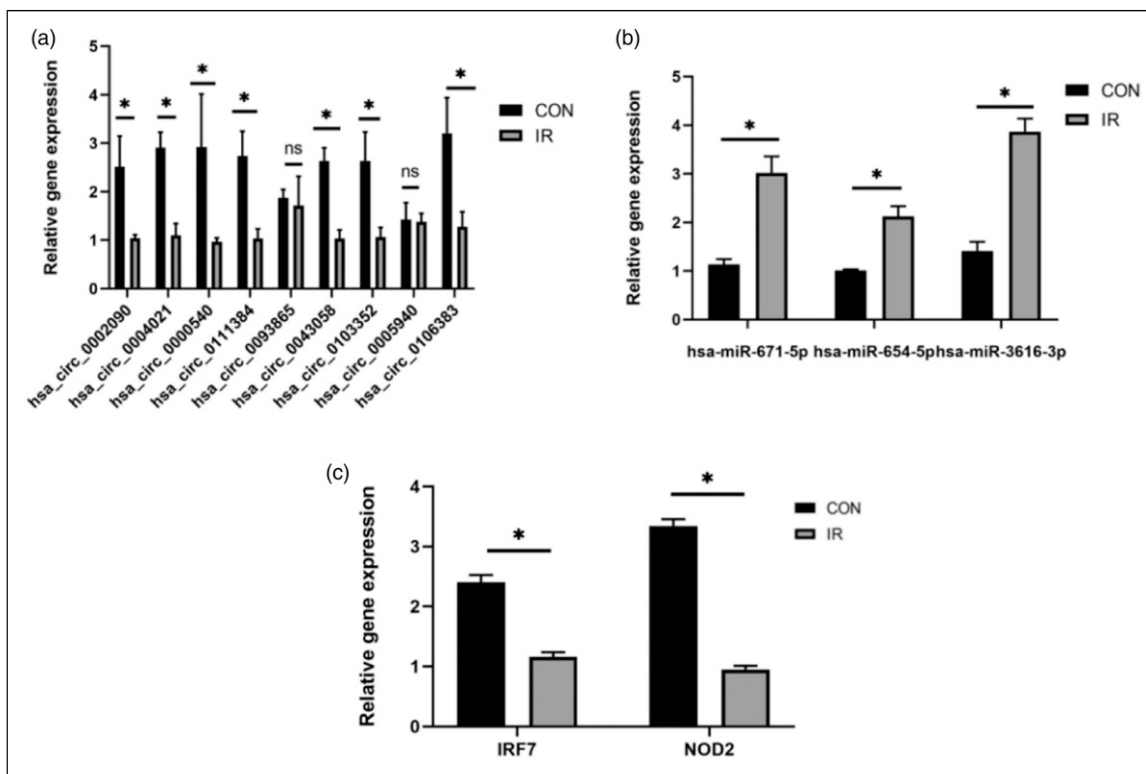 (a)
Relative gene expression
5
4
3
2
1
0
* * * * ns * * ns *
CON
IR
hsa_circ_0002090
hsa_circ_0004021
hsa_circ_0000540
hsa_circ_0111384
hsa_circ_0093865
hsa_circ_0043058
hsa_circ_0103352
hsa_circ_0005940
hsa_circ_0106383
(b)
Relative gene expression
5
4
3
2
1
0
* * *
CON
IR
hsa-miR-671-5p hsa-miR-654-5p hsa-miR-3616-3p
(c)
Relative gene expression
4
3
2
1
0
* *
CON
IR
IRF7 NOD2